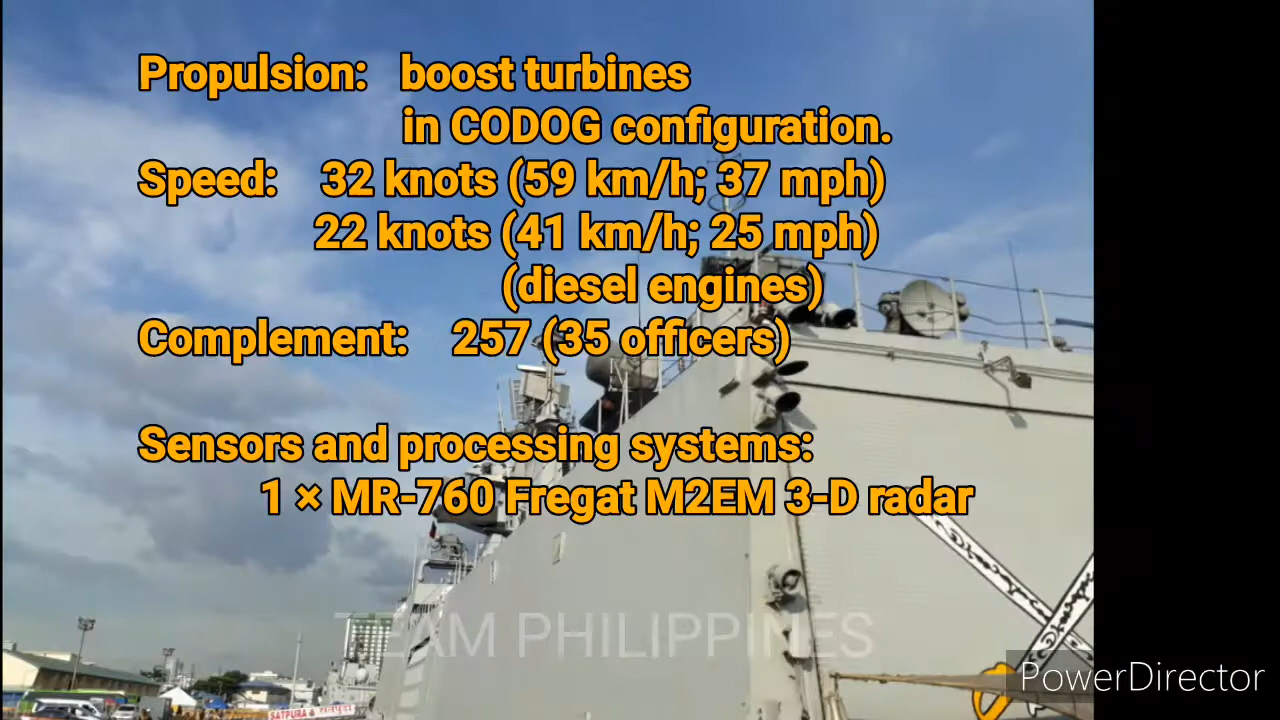 Propulsion: boost turbines
in CODOG configuration.
Speed: 32 knots (59 km/h; 37 mph)
22 knots (41 km/h; 25 mph)
(diesel engines)
Complement: 257 (35 officers)
Sensors and processing systems:
1 × MR-760 Fregat M2EM 3-D radar
TEAM PHILIPPINES
PowerDirector
SATPURA &